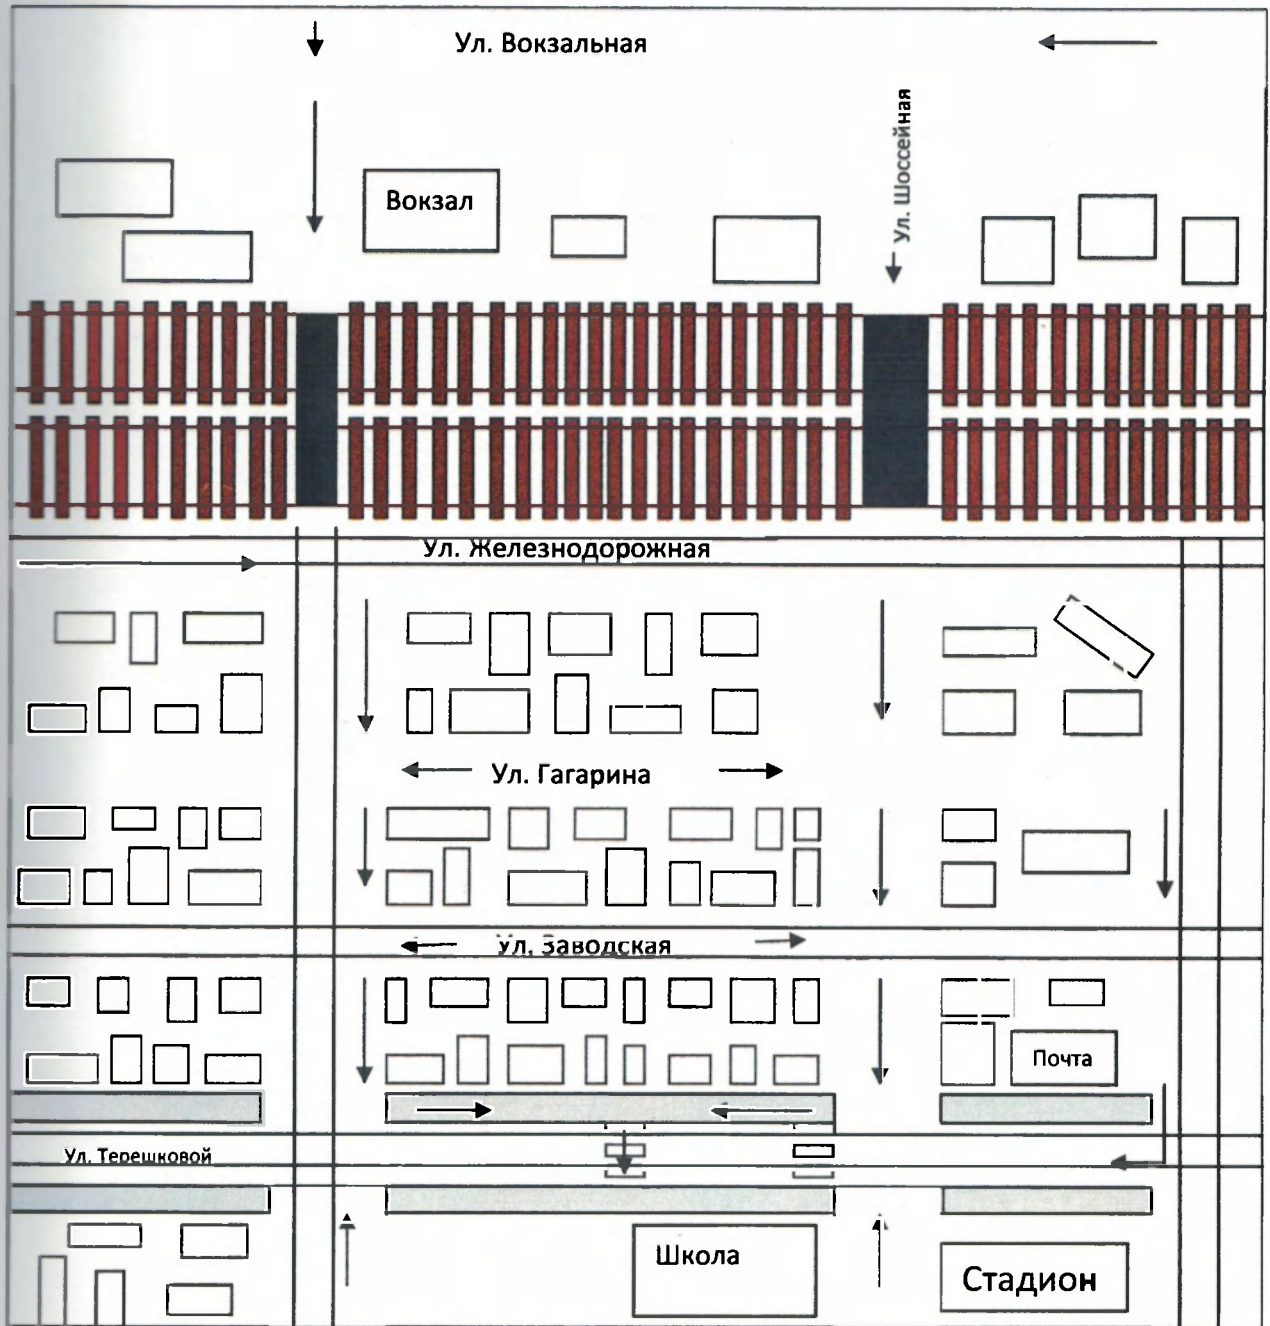 Ул. Вокзальная
Ул. Шоссейная
Вокзал
Ул. Железнодорожная
Ул. Гагарина
Ул. Заводская
Почта
Ул. Терешковой
Школа
Стадион